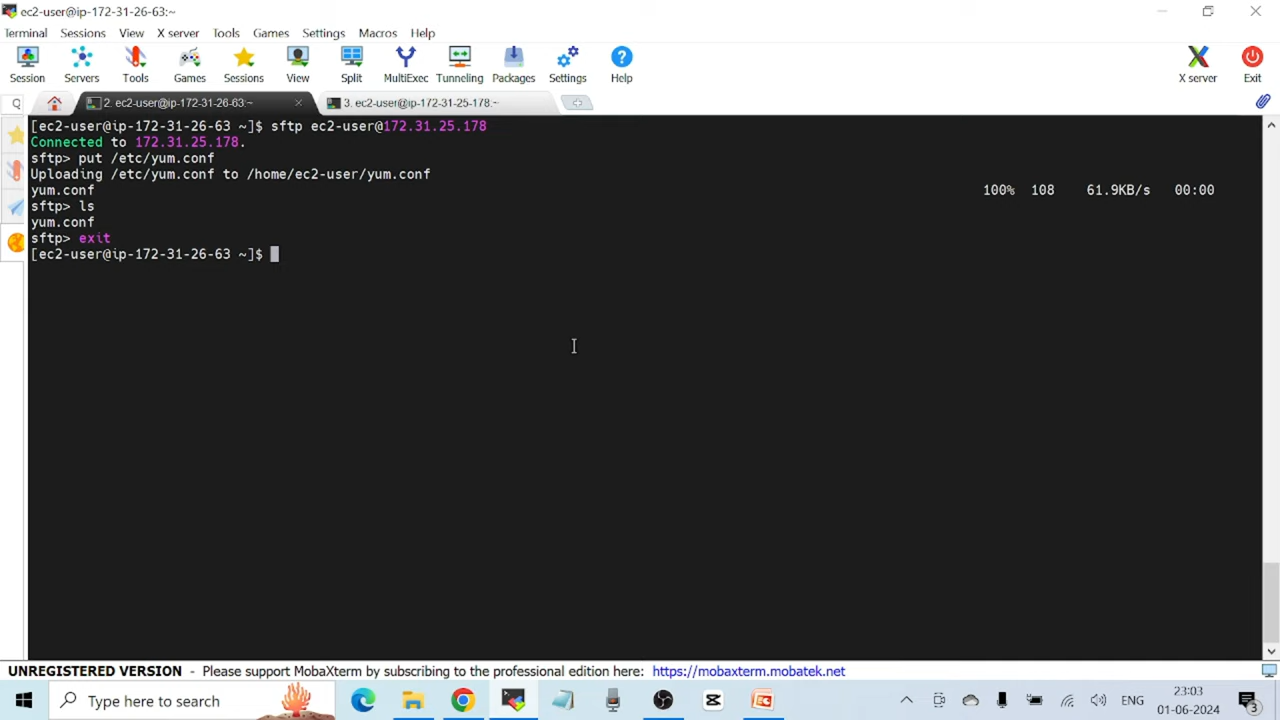 ec2-user@ip-172-31-26-63:~
Terminal Sessions View X server Tools Games Settings Macros Help
Session Servers Tools Games Sessions View Split MultiExec Tunneling Packages Settings Help X server Exit
2. ec2-user@ip-172-31-26-63:~ 3. ec2-user@ip-172-31-25-178:~
[ec2-user@ip-172-31-26-63 ~]$ sftp ec2-user@172.31.25.178
Connected to 172.31.25.178.
sftp> put /etc/yum.conf
Uploading /etc/yum.conf to /home/ec2-user/yum.conf
yum.conf 100% 108 61.9KB/s 00:00
sftp> ls
yum.conf
sftp> exit
[ec2-user@ip-172-31-26-63 ~]$
UNREGISTERED VERSION - Please support MobaXterm by subscribing to the professional edition here: https://mobaxterm.mobatek.net
Type here to search
ENG
23:03
01-06-2024
3